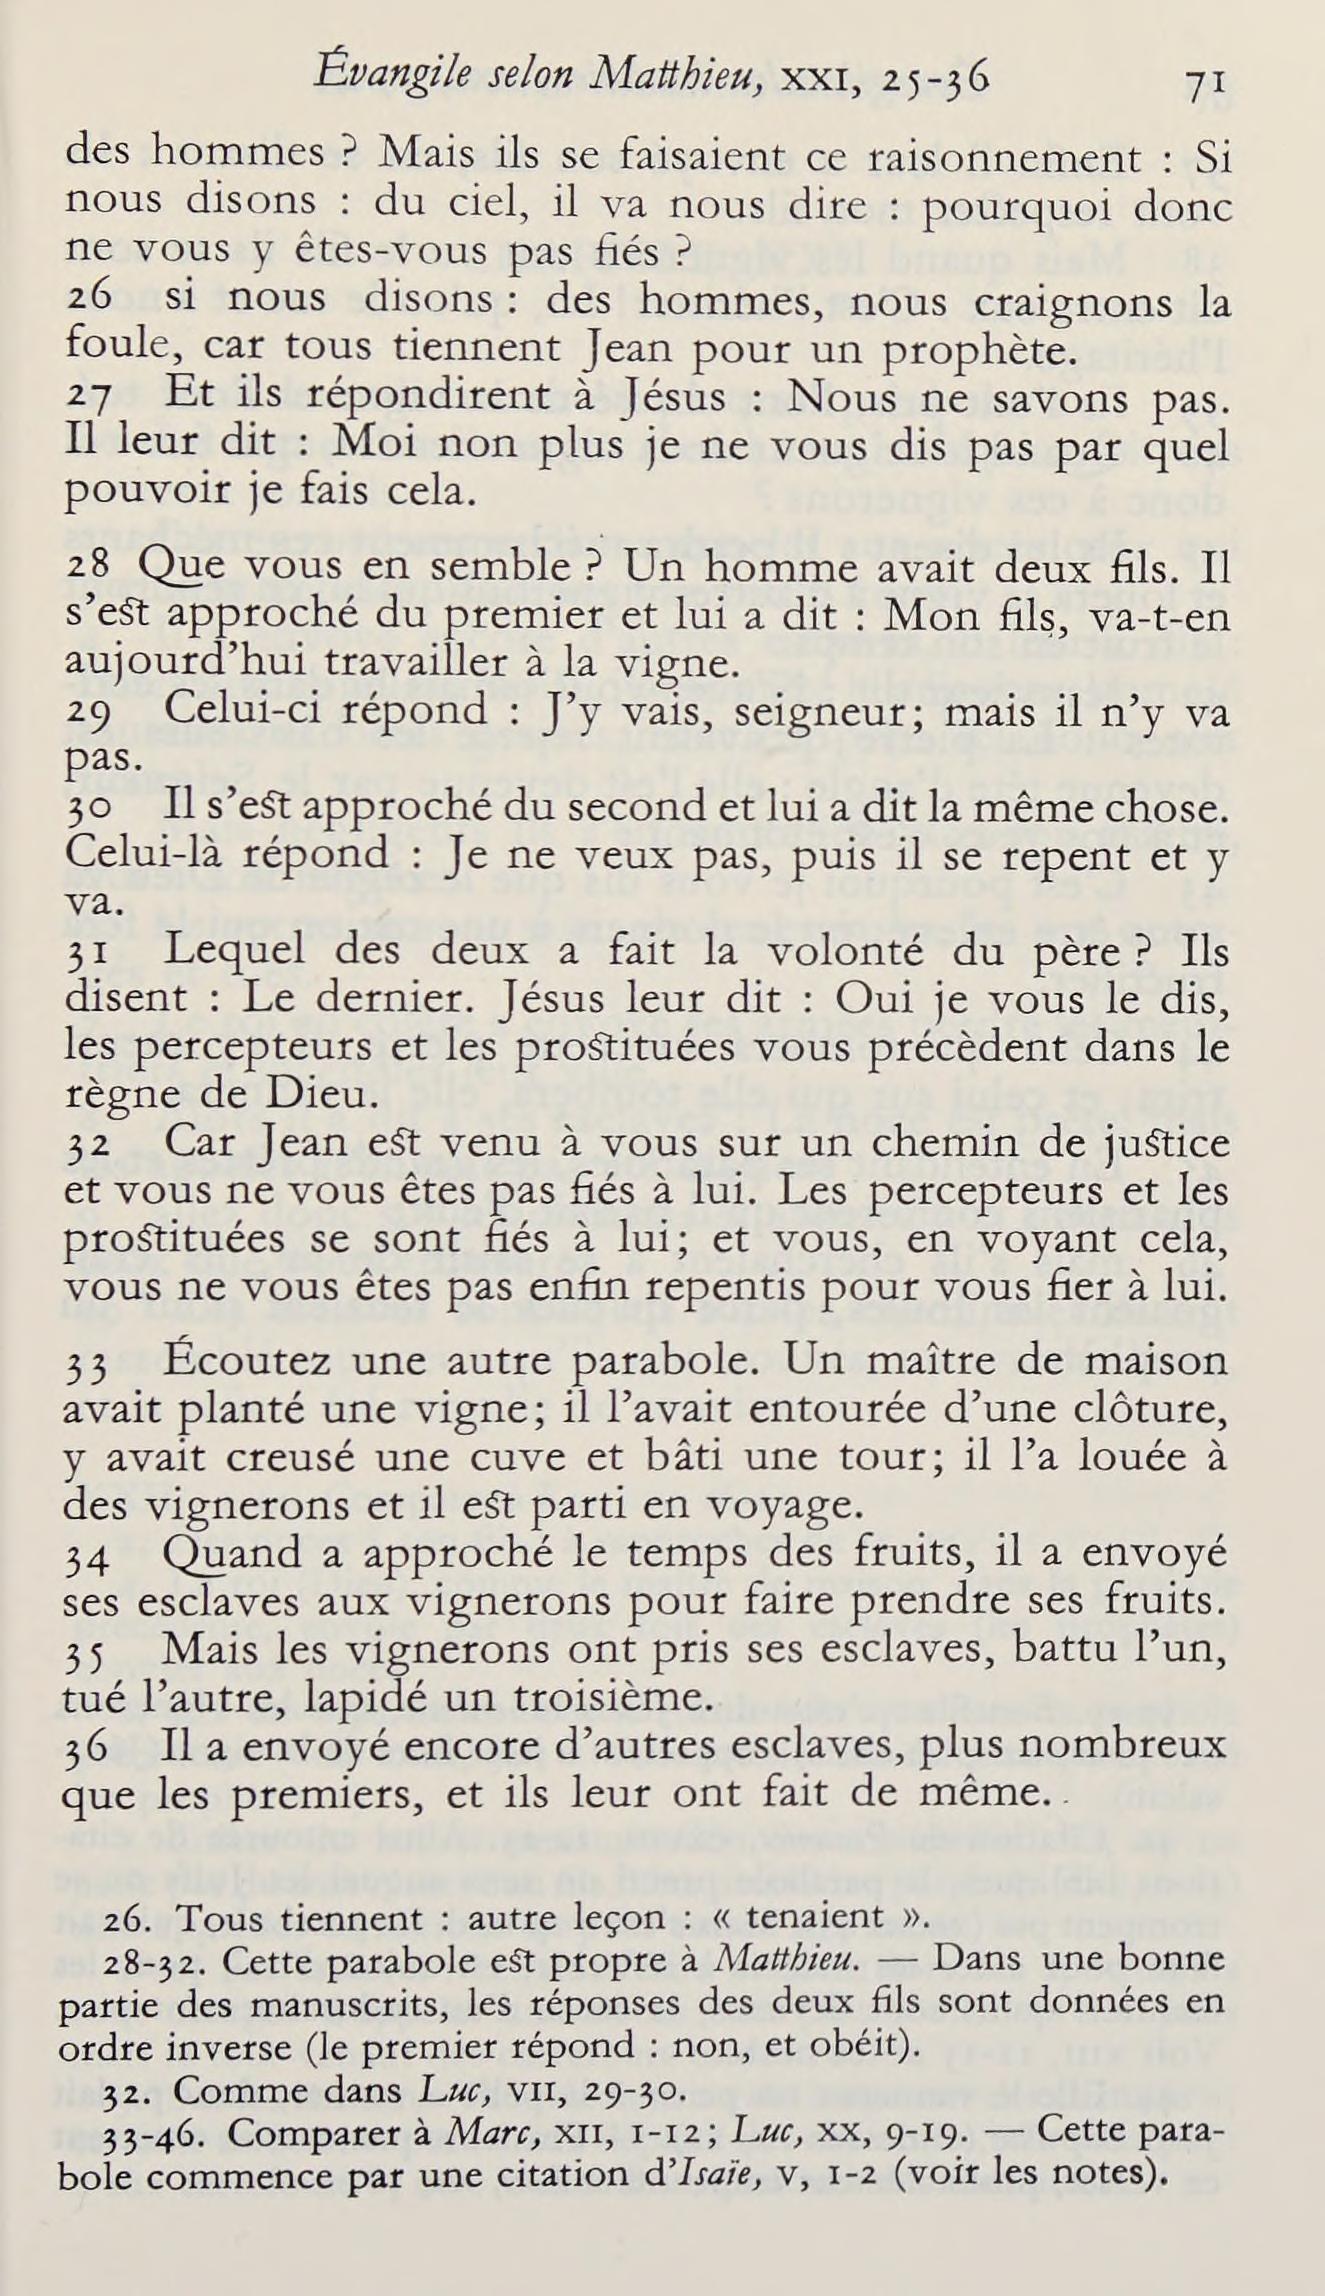 Évangile selon Matthieu, XXI, 25-36 71
des hommes ? Mais ils se faisaient ce raisonnement : Si
nous disons : du ciel, il va nous dire : pourquoi donc
ne vous y êtes-vous pas fiés ?
26 si nous disons : des hommes, nous craignons la
foule, car tous tiennent Jean pour un prophète.
27 Et ils répondirent à Jésus : Nous ne savons pas.
Il leur dit : Moi non plus je ne vous dis pas par quel
pouvoir je fais cela.
28 Que vous en semble ? Un homme avait deux fils. Il
s'est approché du premier et lui a dit : Mon fils, va-t-en
aujourd'hui travailler à la vigne.
29 Celui-ci répond : J'y vais, seigneur; mais il n'y va
pas.
30 Il s'est approché du second et lui a dit la même chose.
Celui-là répond : Je ne veux pas, puis il se repent et y
va.
31 Lequel des deux a fait la volonté du père ? Ils
disent : Le dernier. Jésus leur dit : Oui je vous le dis,
les percepteurs et les prostituées vous précèdent dans le
règne de Dieu.
32 Car Jean est venu à vous sur un chemin de justice
et vous ne vous êtes pas fiés à lui. Les percepteurs et les
prostituées se sont fiés à lui; et vous, en voyant cela,
vous ne vous êtes pas enfin repentis pour vous fier à lui.
33 Écoutez une autre parabole. Un maître de maison
avait planté une vigne; il l'avait entourée d'une clôture,
y avait creusé une cuve et bâti une tour; il l'a louée à
des vignerons et il est parti en voyage.
34 Quand a approché le temps des fruits, il a envoyé
ses esclaves aux vignerons pour faire prendre ses fruits.
35 Mais les vignerons ont pris ses esclaves, battu l'un,
tué l'autre, lapidé un troisième.
36 Il a envoyé encore d'autres esclaves, plus nombreux
que les premiers, et ils leur ont fait de même.
26. Tous tiennent : autre leçon : « tenaient ».
28-32. Cette parabole est propre à Matthieu. — Dans une bonne
partie des manuscrits, les réponses des deux fils sont données en
ordre inverse (le premier répond : non, et obéit).
32. Comme dans Luc, VII, 29-30.
33-46. Comparer à Marc, XII, 1-12; Luc, XX, 9-19. — Cette para-
bole commence par une citation d'Isaïe, V, 1-2 (voir les notes).